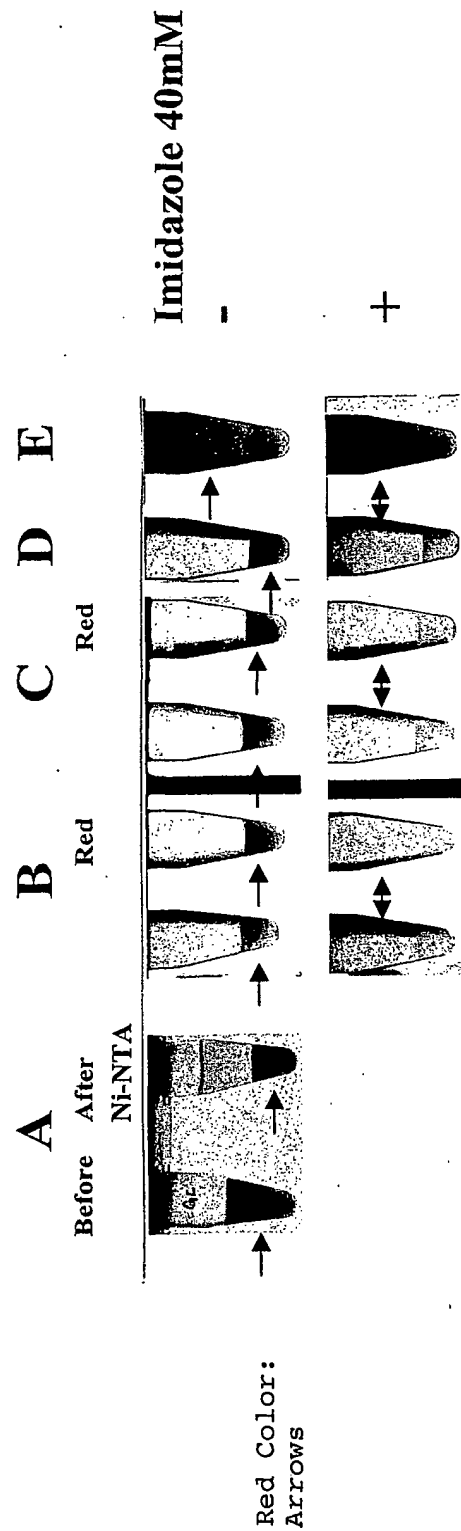 A B C D E
Before After Red Red
Ni-NTA
Imidazole 40mM
-
+
Red Color:
Arrows